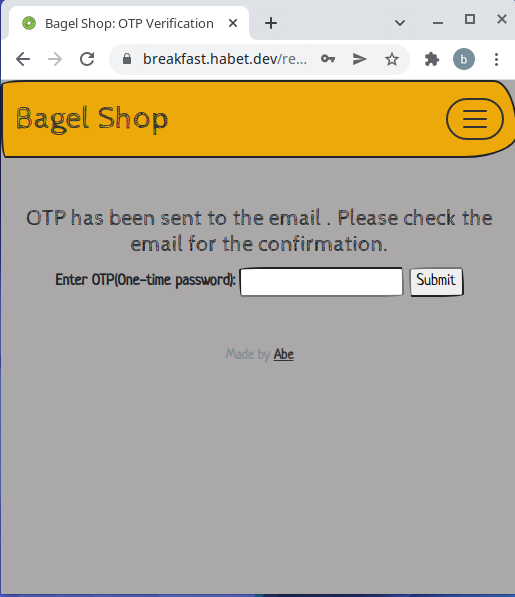 Bagel Shop: OTP Verification
breakfast.habet.dev/re...
b
Bagel Shop
OTP has been sent to the email . Please check the
email for the confirmation.
Enter OTP(One-time password):
Submit
Made by Abe